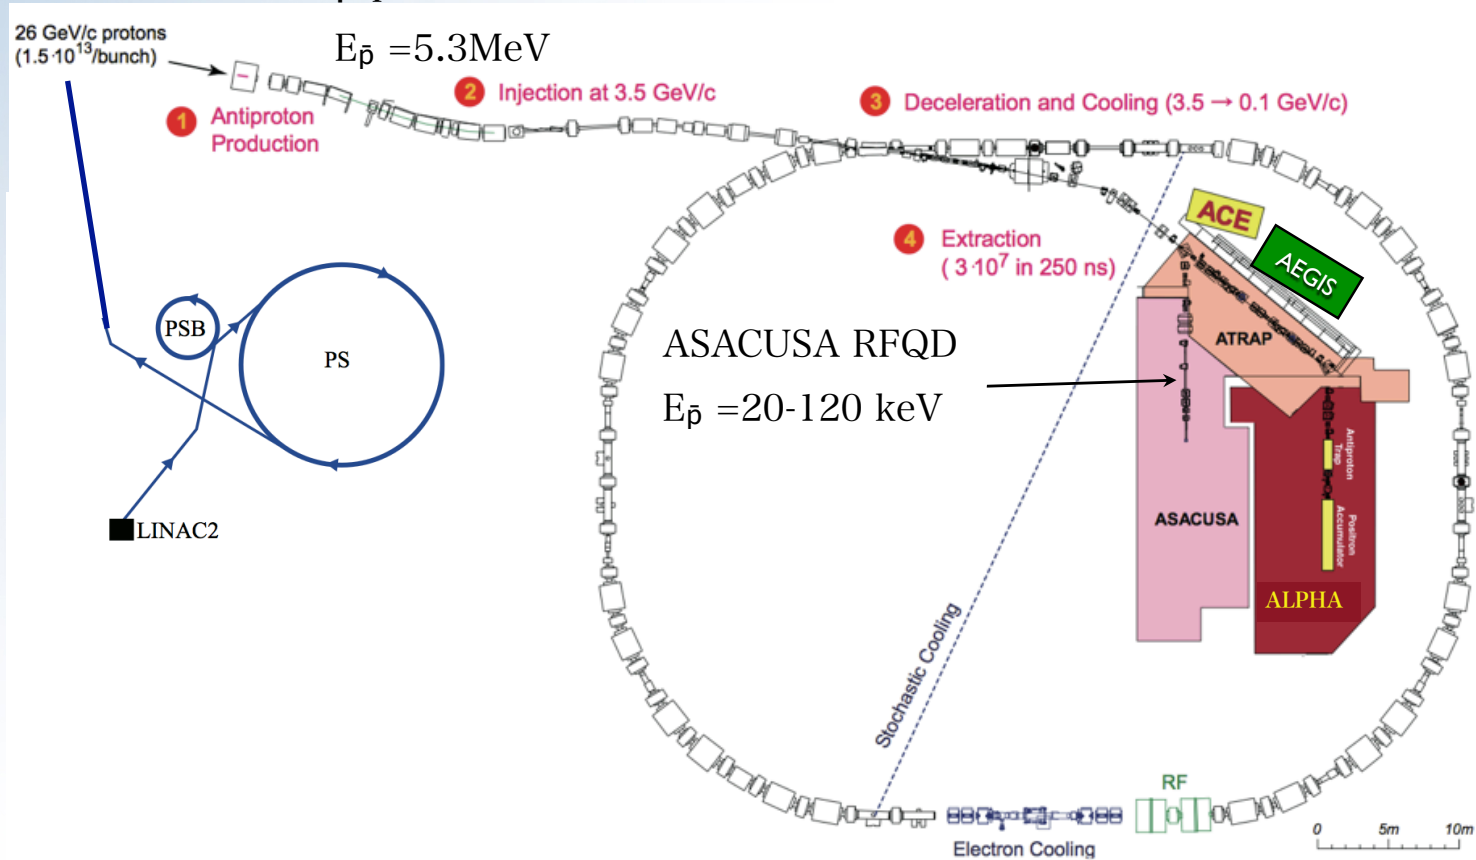 26 GeV/c protons
(1.5·10¹³/bunch)
E_p̄ =5.3MeV
1 Antiproton
Production
2 Injection at 3.5 GeV/c
3 Deceleration and Cooling (3.5 → 0.1 GeV/c)
4 Extraction
( 3·10⁷ in 250 ns)
ACE
AEGIS
ATRAP
ASACUSA RFQD
E_p̄ =20-120 keV
PSB
PS
LINAC2
Antiproton
Trap
Positron
Accumulator
ASACUSA
ALPHA
Stochastic Cooling
RF
Electron Cooling
0 5m 10m